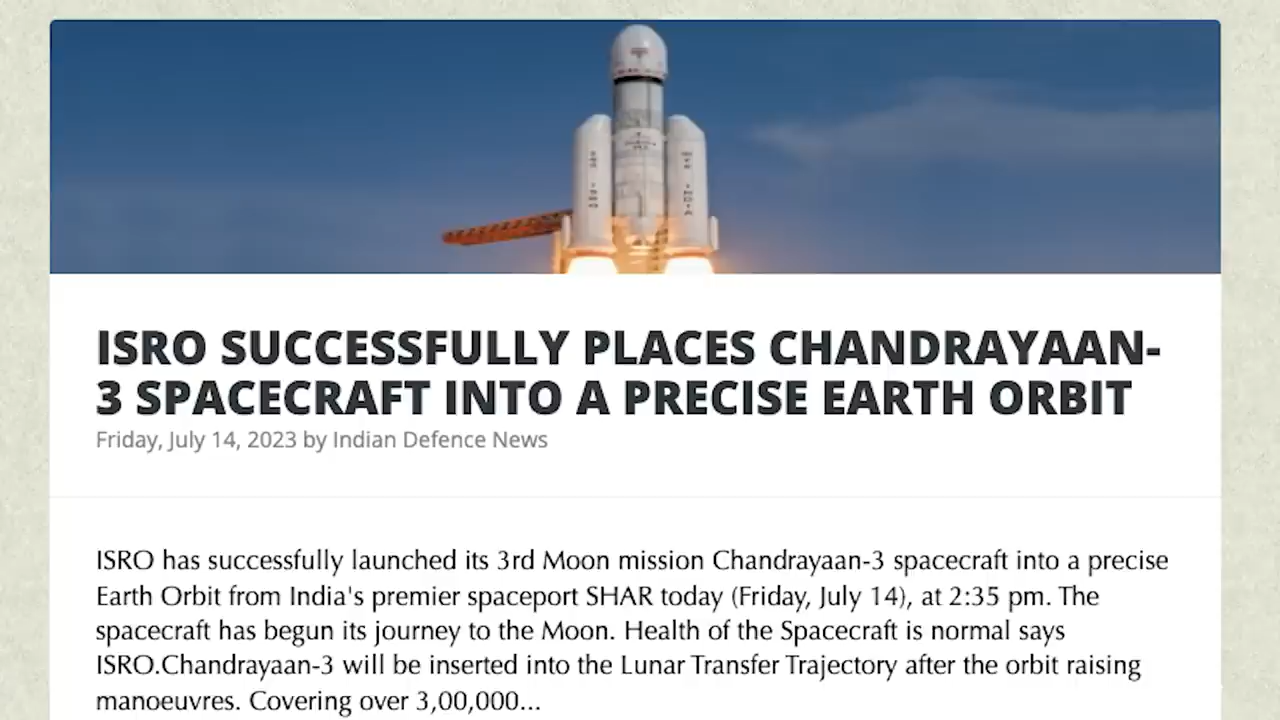 ISRO SUCCESSFULLY PLACES CHANDRAYAAN-
3 SPACECRAFT INTO A PRECISE EARTH ORBIT
Friday, July 14, 2023 by Indian Defence News
ISRO has successfully launched its 3rd Moon mission Chandrayaan-3 spacecraft into a precise
Earth Orbit from India's premier spaceport SHAR today (Friday, July 14), at 2:35 pm. The
spacecraft has begun its journey to the Moon. Health of the Spacecraft is normal says
ISRO.Chandrayaan-3 will be inserted into the Lunar Transfer Trajectory after the orbit raising
manoeuvres. Covering over 3,00,000...